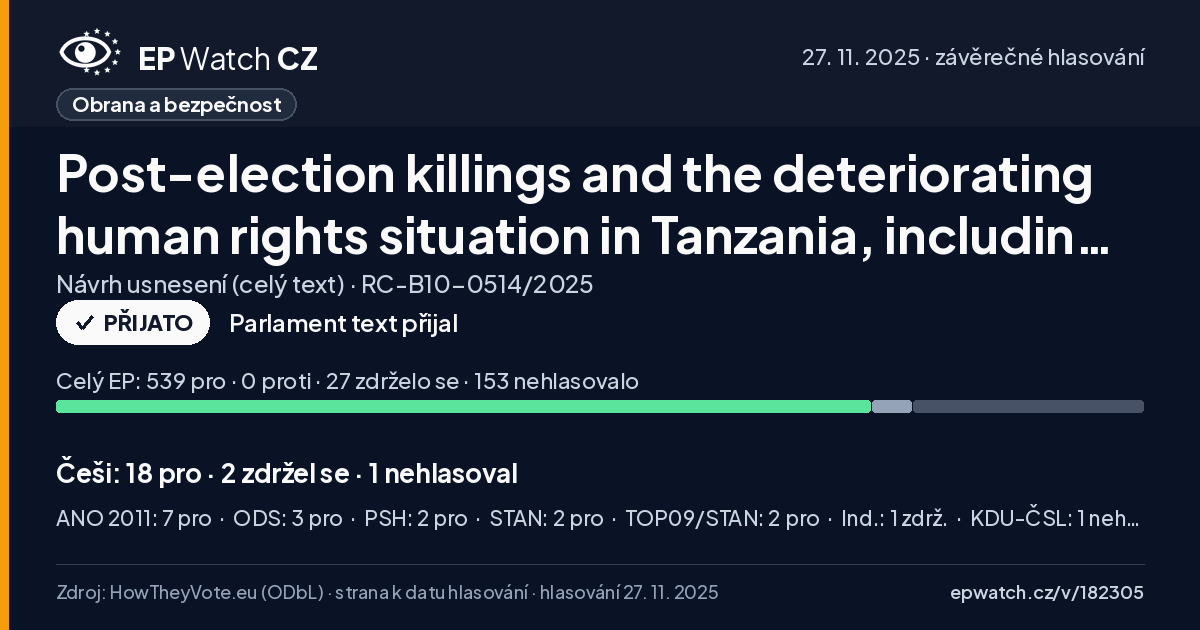 EP Watch CZ
27. 11. 2025 · závěrečné hlasování
Obrana a bezpečnost
Post-election killings and the deteriorating
human rights situation in Tanzania, includin…
Návrh usnesení (celý text) · RC-B10-0514/2025
✓ PŘIJATO Parlament text přijal
Celý EP: 539 pro · 0 proti · 27 zdrželo se · 153 nehlasovalo
Češi: 18 pro · 2 zdržel se · 1 nehlasoval
ANO 2011: 7 pro · ODS: 3 pro · PSH: 2 pro · STAN: 2 pro · TOP09/STAN: 2 pro · Ind.: 1 zdrž. · KDU-ČSL: 1 neh…
Zdroj: HowTheyVote.eu (ODbL) · strana k datu hlasování · hlasování 27. 11. 2025
epwatch.cz/v/182305